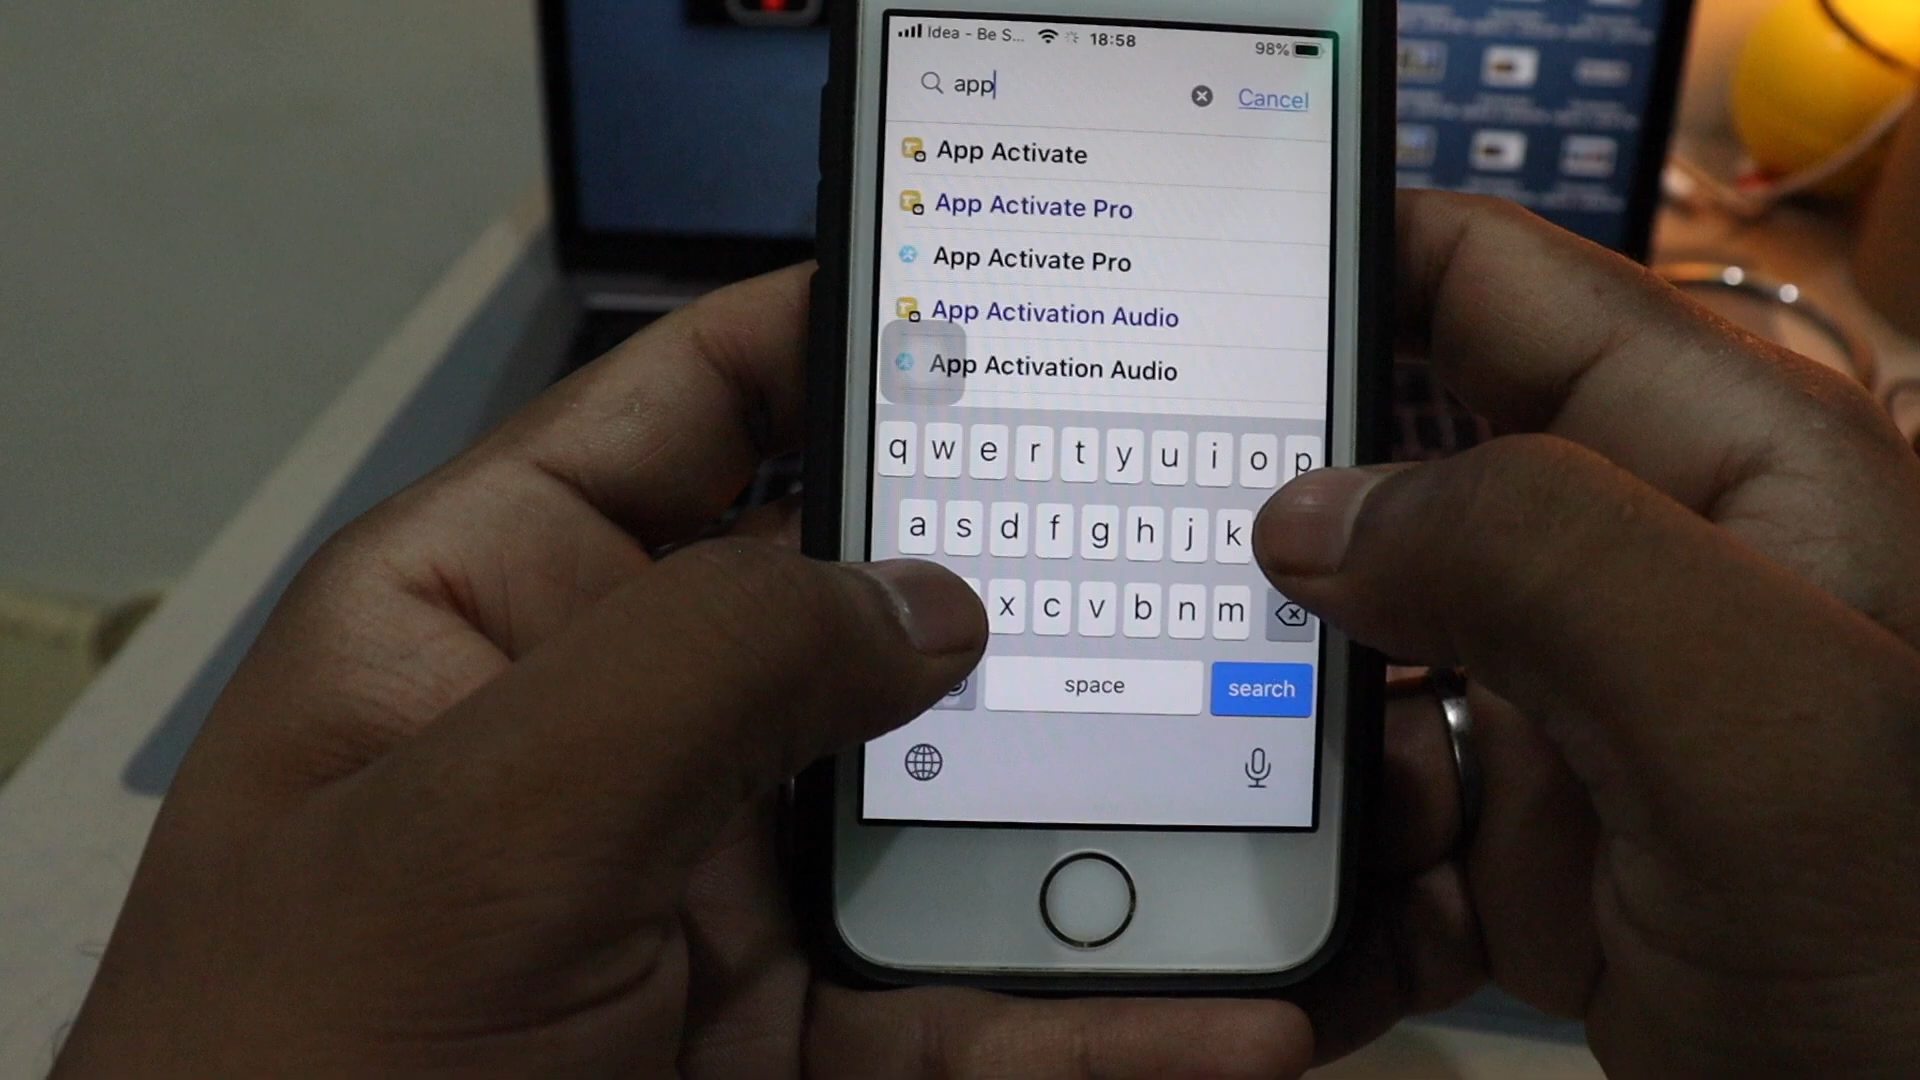 Idea - Be S... 18:58 98%
app Cancel
App Activate
App Activate Pro
App Activate Pro
App Activation Audio
App Activation Audio
q w e r t y u i o p
a s d f g h j k
x c v b n m
space search